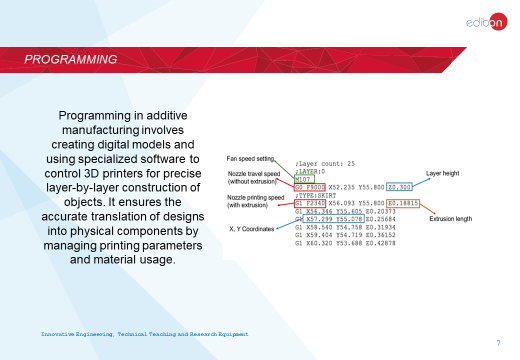 edibon
PROGRAMMING
Programming in additive
manufacturing involves
creating digital models and
using specialized software to
control 3D printers for precise
layer-by-layer construction of
objects. It ensures the
accurate translation of designs
into physical components by
managing printing parameters
and material usage.
Fan speed setting
Nozzle travel speed
(without extrusion)
Nozzle printing speed
(with extrusion)
X, Y Coordinates
;Layer count: 25
;LAYER:0
M107
G0 F9000 X52.235 Y55.800 Z0.300
;TYPE:SKIRT
G1 F2340 X56.093 Y55.800 E0.18815
G1 X56.346 Y55.605 E0.20373
G1 X57.299 Y55.078 E0.25684
G1 X58.540 Y54.758 E0.31934
G1 X59.404 Y54.719 E0.36152
G1 X60.320 Y53.688 E0.42878
Layer height
Extrusion length
Innovative Engineering, Technical Teaching and Research Equipment
7